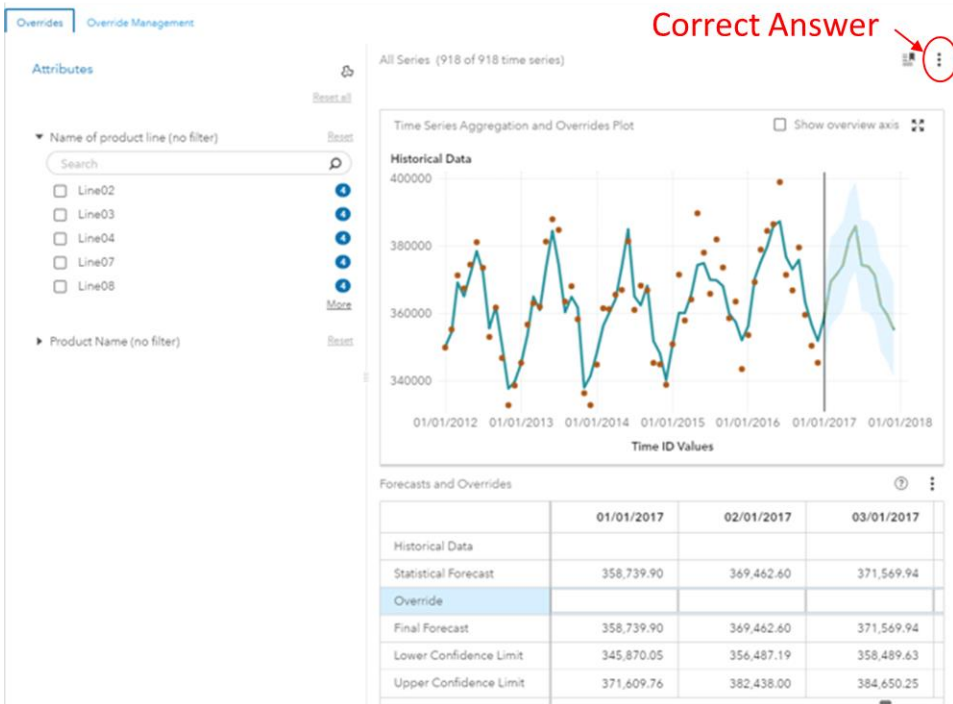 Correct Answer
Overrides Override Management
Attributes
Reset all
Name of product line (no filter) Reset
Search
Line02 4
Line03 4
Line04 4
Line07 4
Line08 4
More
Product Name (no filter) Reset
All Series (918 of 918 time series)
Time Series Aggregation and Overrides Plot Show overview axis
Historical Data
400000
380000
360000
340000
01/01/2012 01/01/2013 01/01/2014 01/01/2015 01/01/2016 01/01/2017 01/01/2018
Time ID Values
Forecasts and Overrides ?
01/01/2017 02/01/2017 03/01/2017
Historical Data
Statistical Forecast 358,739.90 369,462.60 371,569.94
Override
Final Forecast 358,739.90 369,462.60 371,569.94
Lower Confidence Limit 345,870.05 356,487.19 358,489.63
Upper Confidence Limit 371,609.76 382,438.00 384,650.25